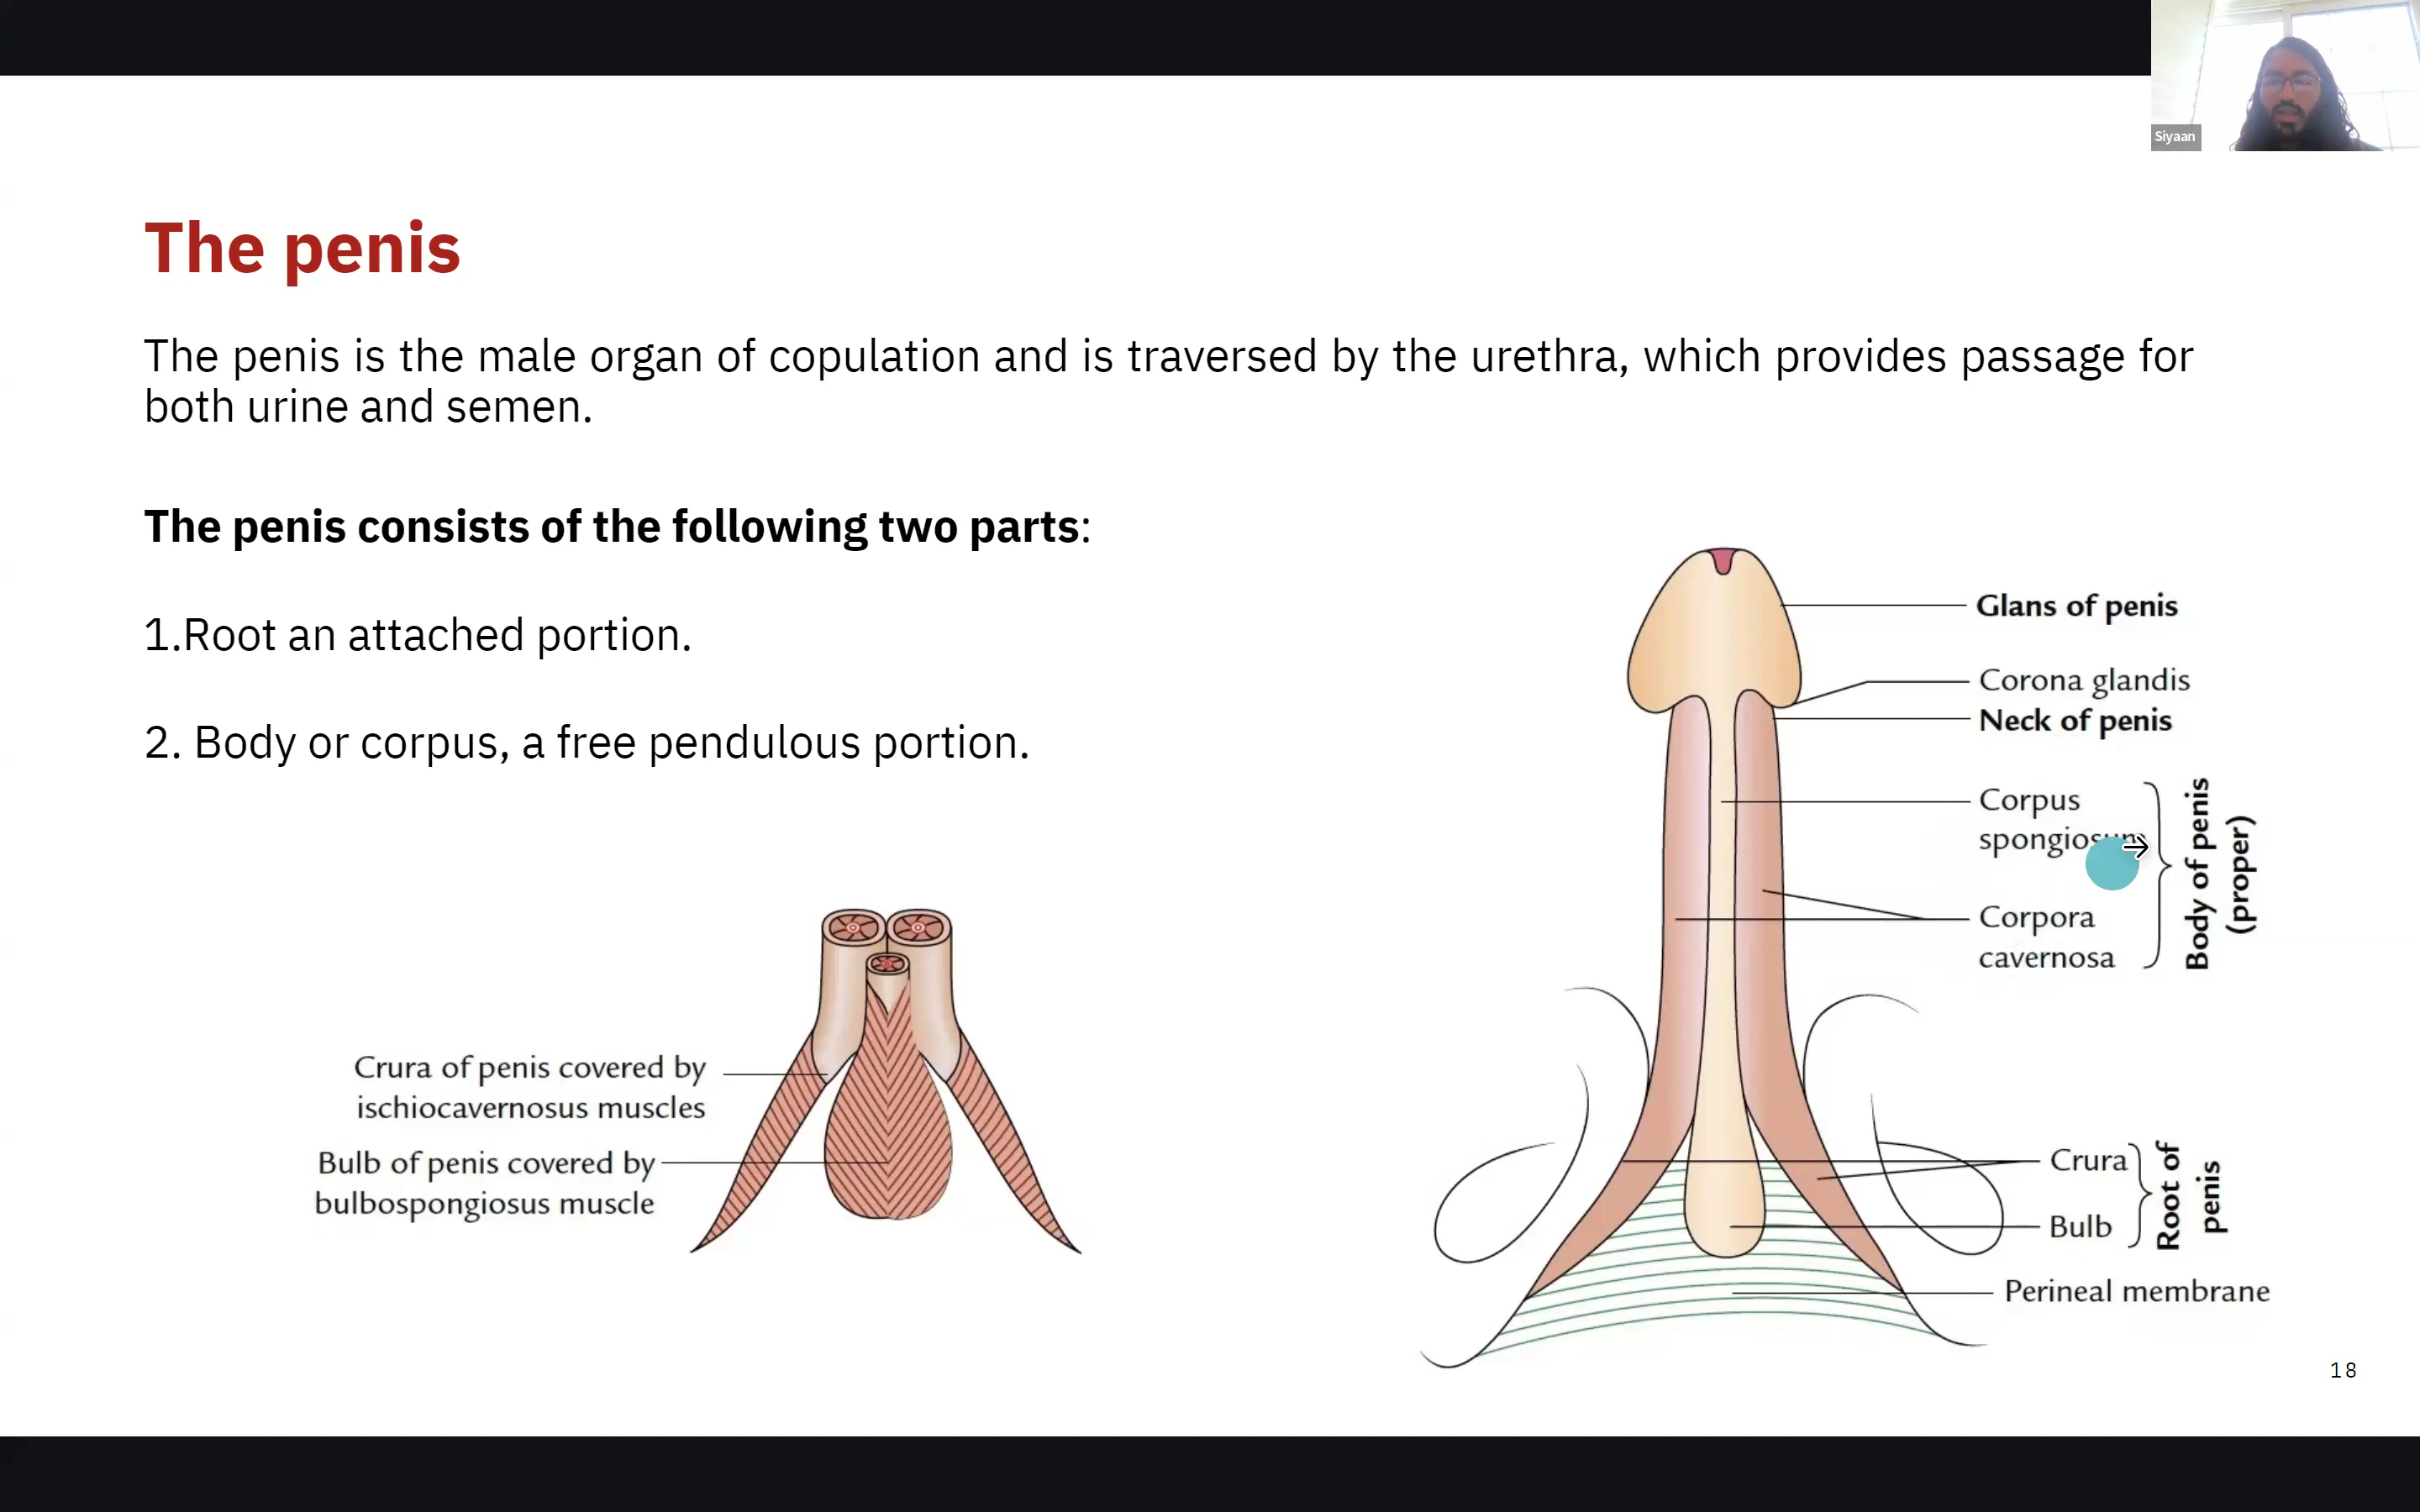 Siyaan
The penis
The penis is the male organ of copulation and is traversed by the urethra, which provides passage for
both urine and semen.
The penis consists of the following two parts:
1.Root an attached portion.
2. Body or corpus, a free pendulous portion.
Crura of penis covered by
ischiocavernosus muscles
Bulb of penis covered by
bulbospongiosus muscle
Glans of penis
Corona glandis
Neck of penis
Corpus
spongiosum
Corpora
cavernosa
Body of penis
(proper)
Crura
Bulb
Root of
penis
Perineal membrane
18